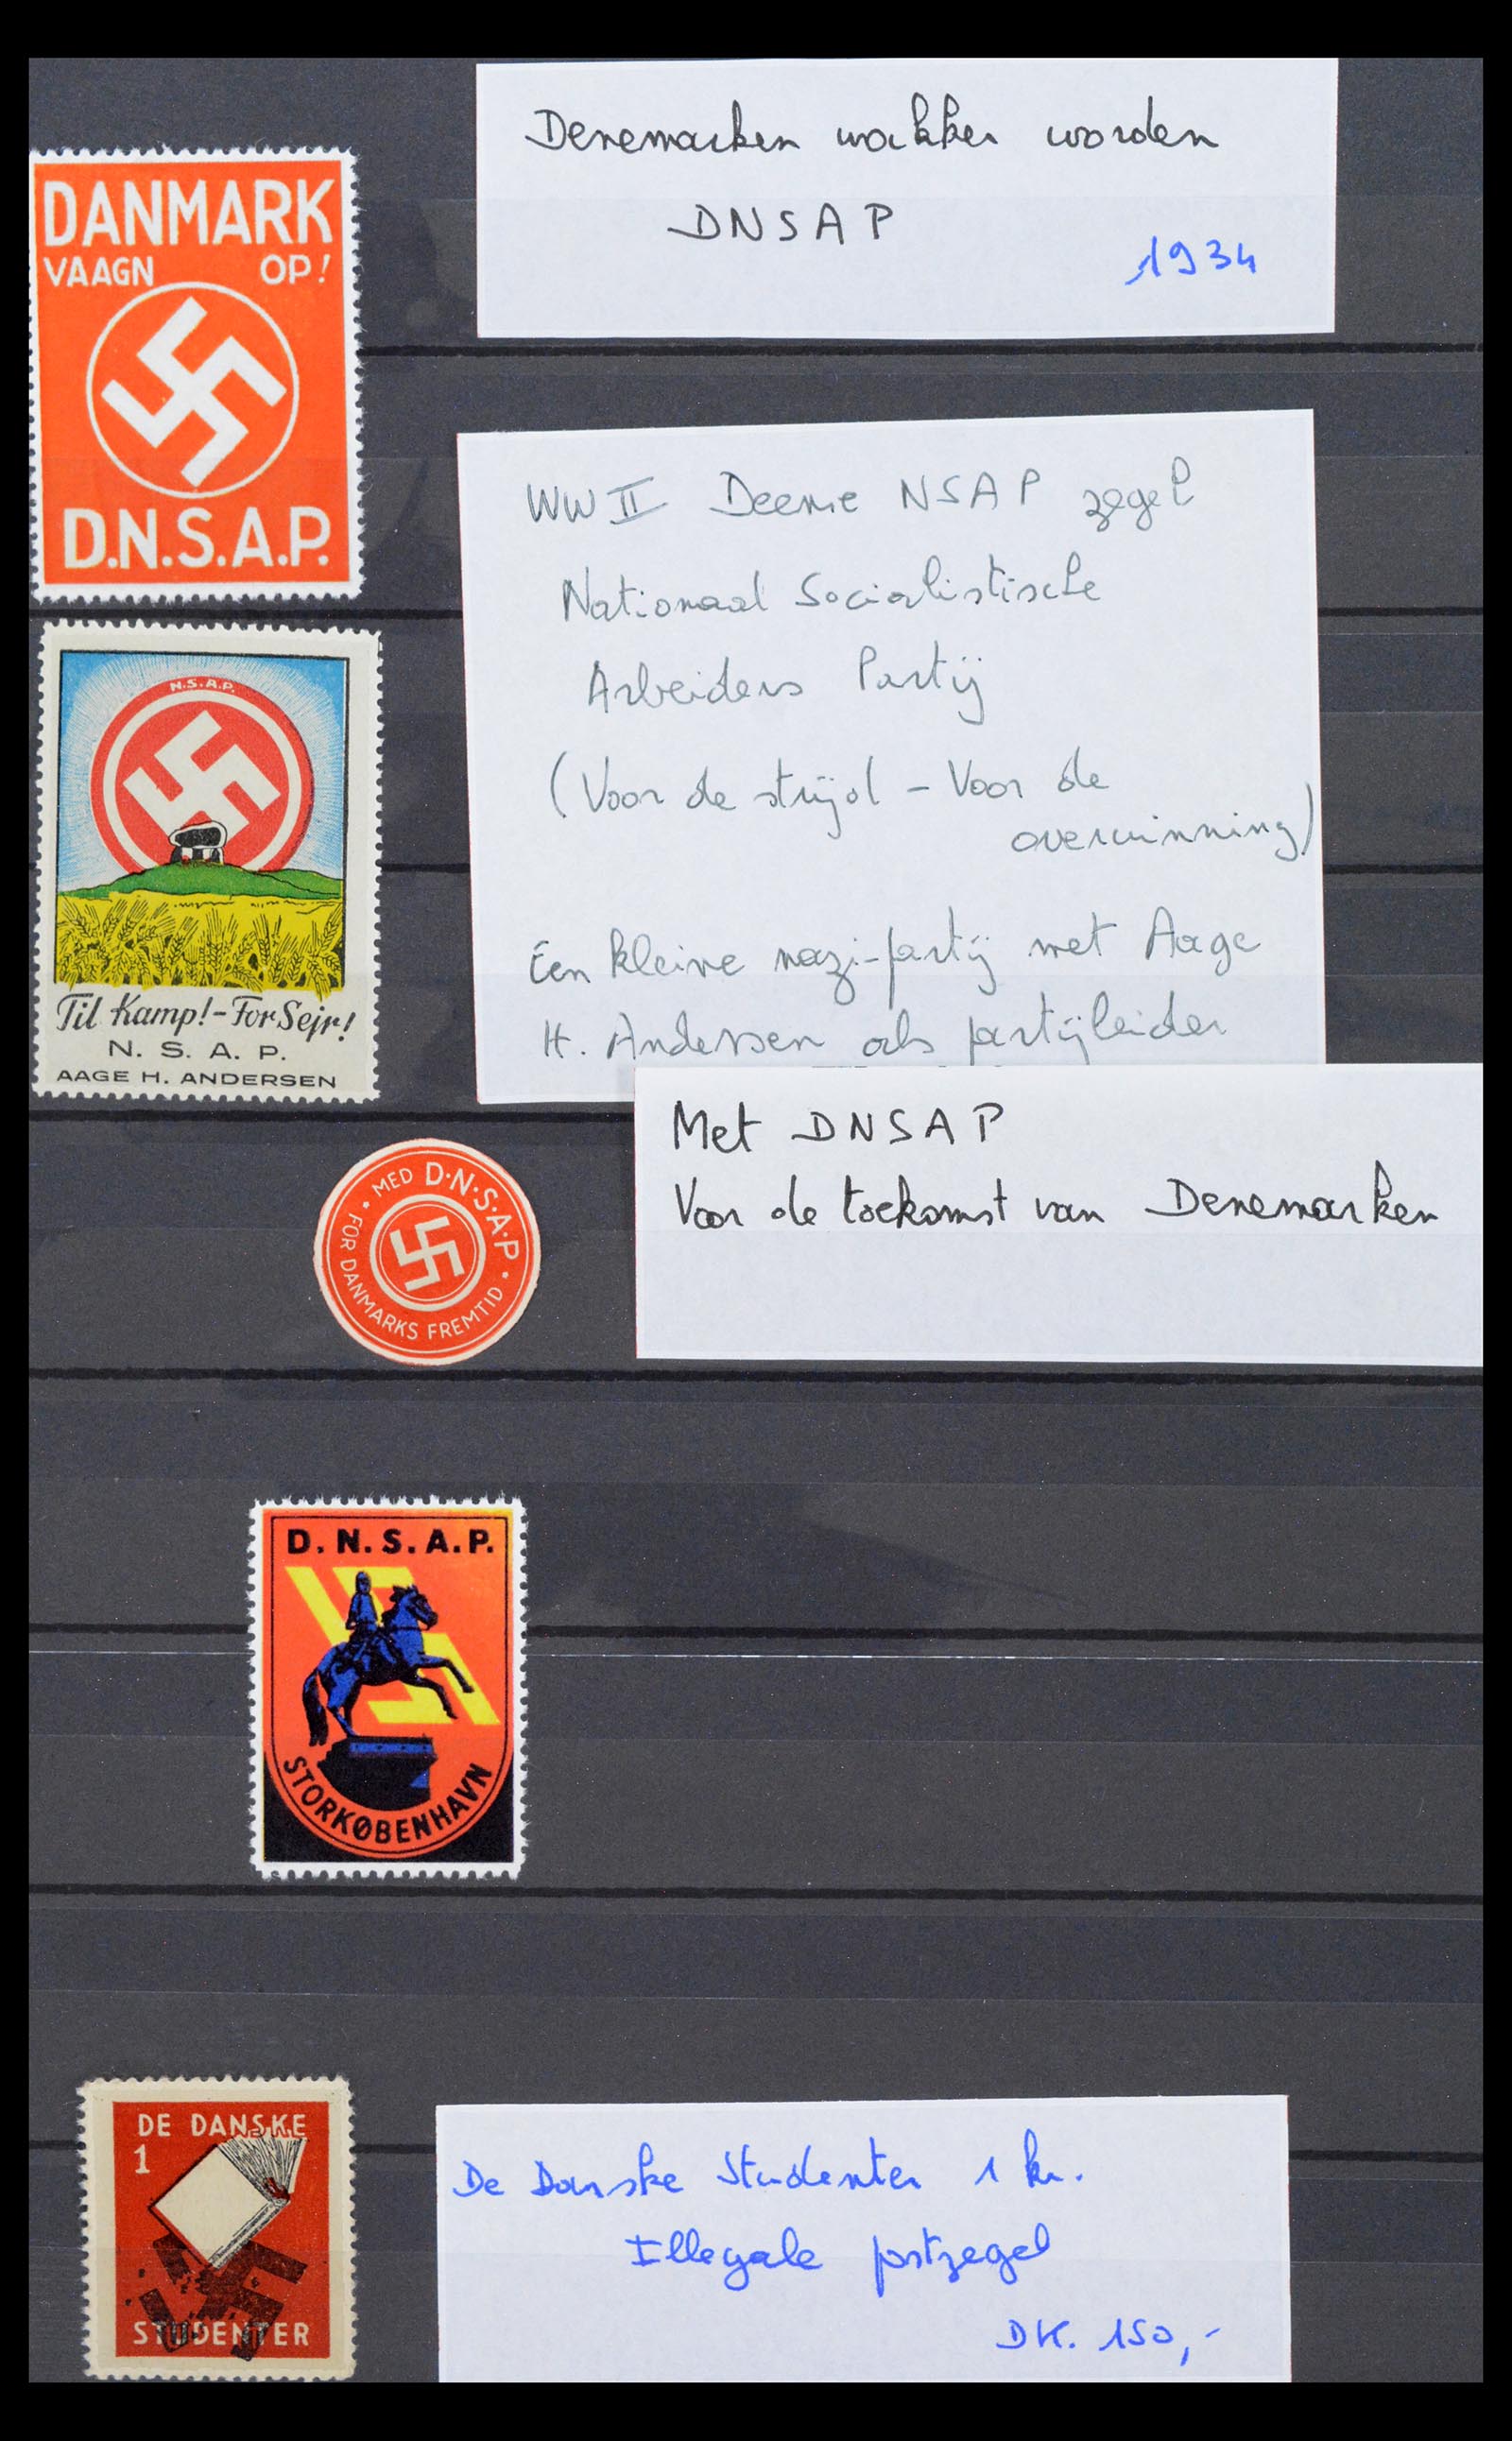 Denemarken wakker worden
DNSAP
1934
DANMARK
VAAGN OP!
D.N.S.A.P.
WW II Deense NSAP zegel
Nationaal Socialistische
Arbeiders Partij
(Voor de strijd - Voor de
overwinning)
Een kleine nazi-partij met Aage
H. Andersen als partijleider
N.S.A.P.
Til Kamp! - For Sejr!
N. S. A. P.
AAGE H. ANDERSEN
Met DNSAP
Voor de toekomst van Denemarken
MED D·N·S·A·P·
FOR DANMARKS FREMTID
D. N. S. A. P.
STORKØBENHAVN
DE DANSKE
1
STUDENTER
De Danske Studenter 1 kr.
Illegale postzegel
DK. 150,-